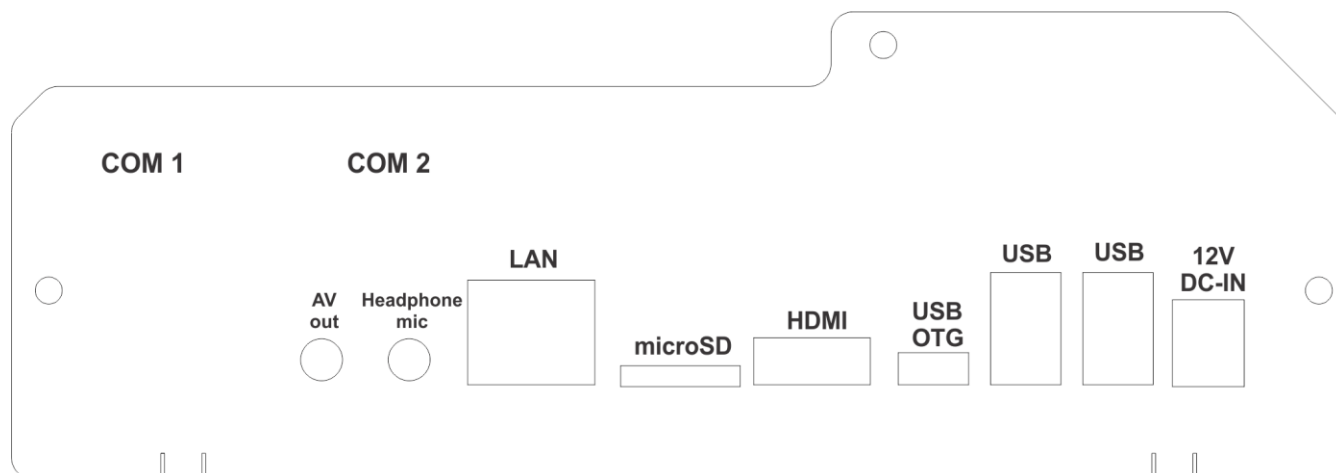 COM 1
COM 2
LAN
USB
USB
12V
DC-IN
AV
out
Headphone
mic
microSD
HDMI
USB
OTG